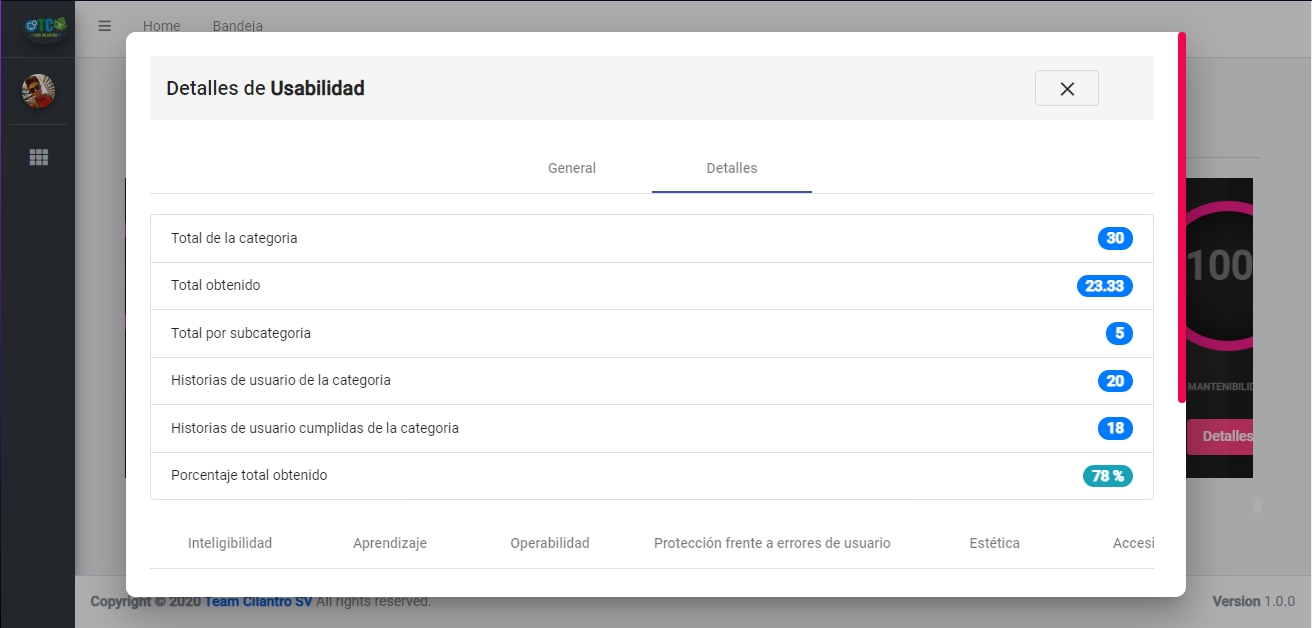 Home Bandeja
Detalles de Usabilidad
General Detalles
Total de la categoria 30
Total obtenido 23.33
Total por subcategoria 5
Historias de usuario de la categoria 20
Historias de usuario cumplidas de la categoria 18
Porcentaje total obtenido 78 %
Inteligibilidad Aprendizaje Operabilidad Protección frente a errores de usuario Estética Accesi
100
MANTENIBILID
Detalles
Copyright © 2020 Team Cilantro SV All rights reserved. Version 1.0.0